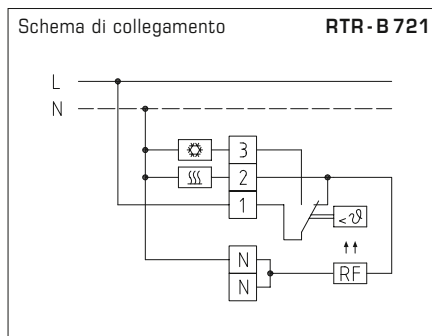 Schema di collegamento RTR-B 721
L
N
3
2
1
< ϑ
N
RF
N